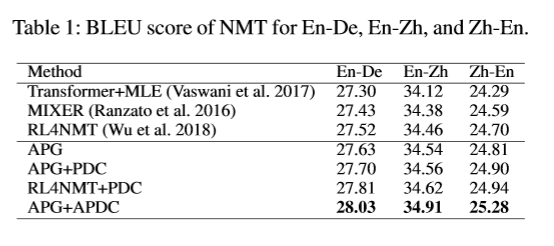 Table 1: BLEU score of NMT for En-De, En-Zh, and Zh-En.
Method En-De En-Zh Zh-En
Transformer+MLE (Vaswani et al. 2017) 27.30 34.12 24.29
MIXER (Ranzato et al. 2016) 27.43 34.38 24.59
RL4NMT (Wu et al. 2018) 27.52 34.46 24.70
APG 27.63 34.54 24.81
APG+PDC 27.70 34.56 24.90
RL4NMT+PDC 27.81 34.62 24.94
APG+APDC 28.03 34.91 25.28